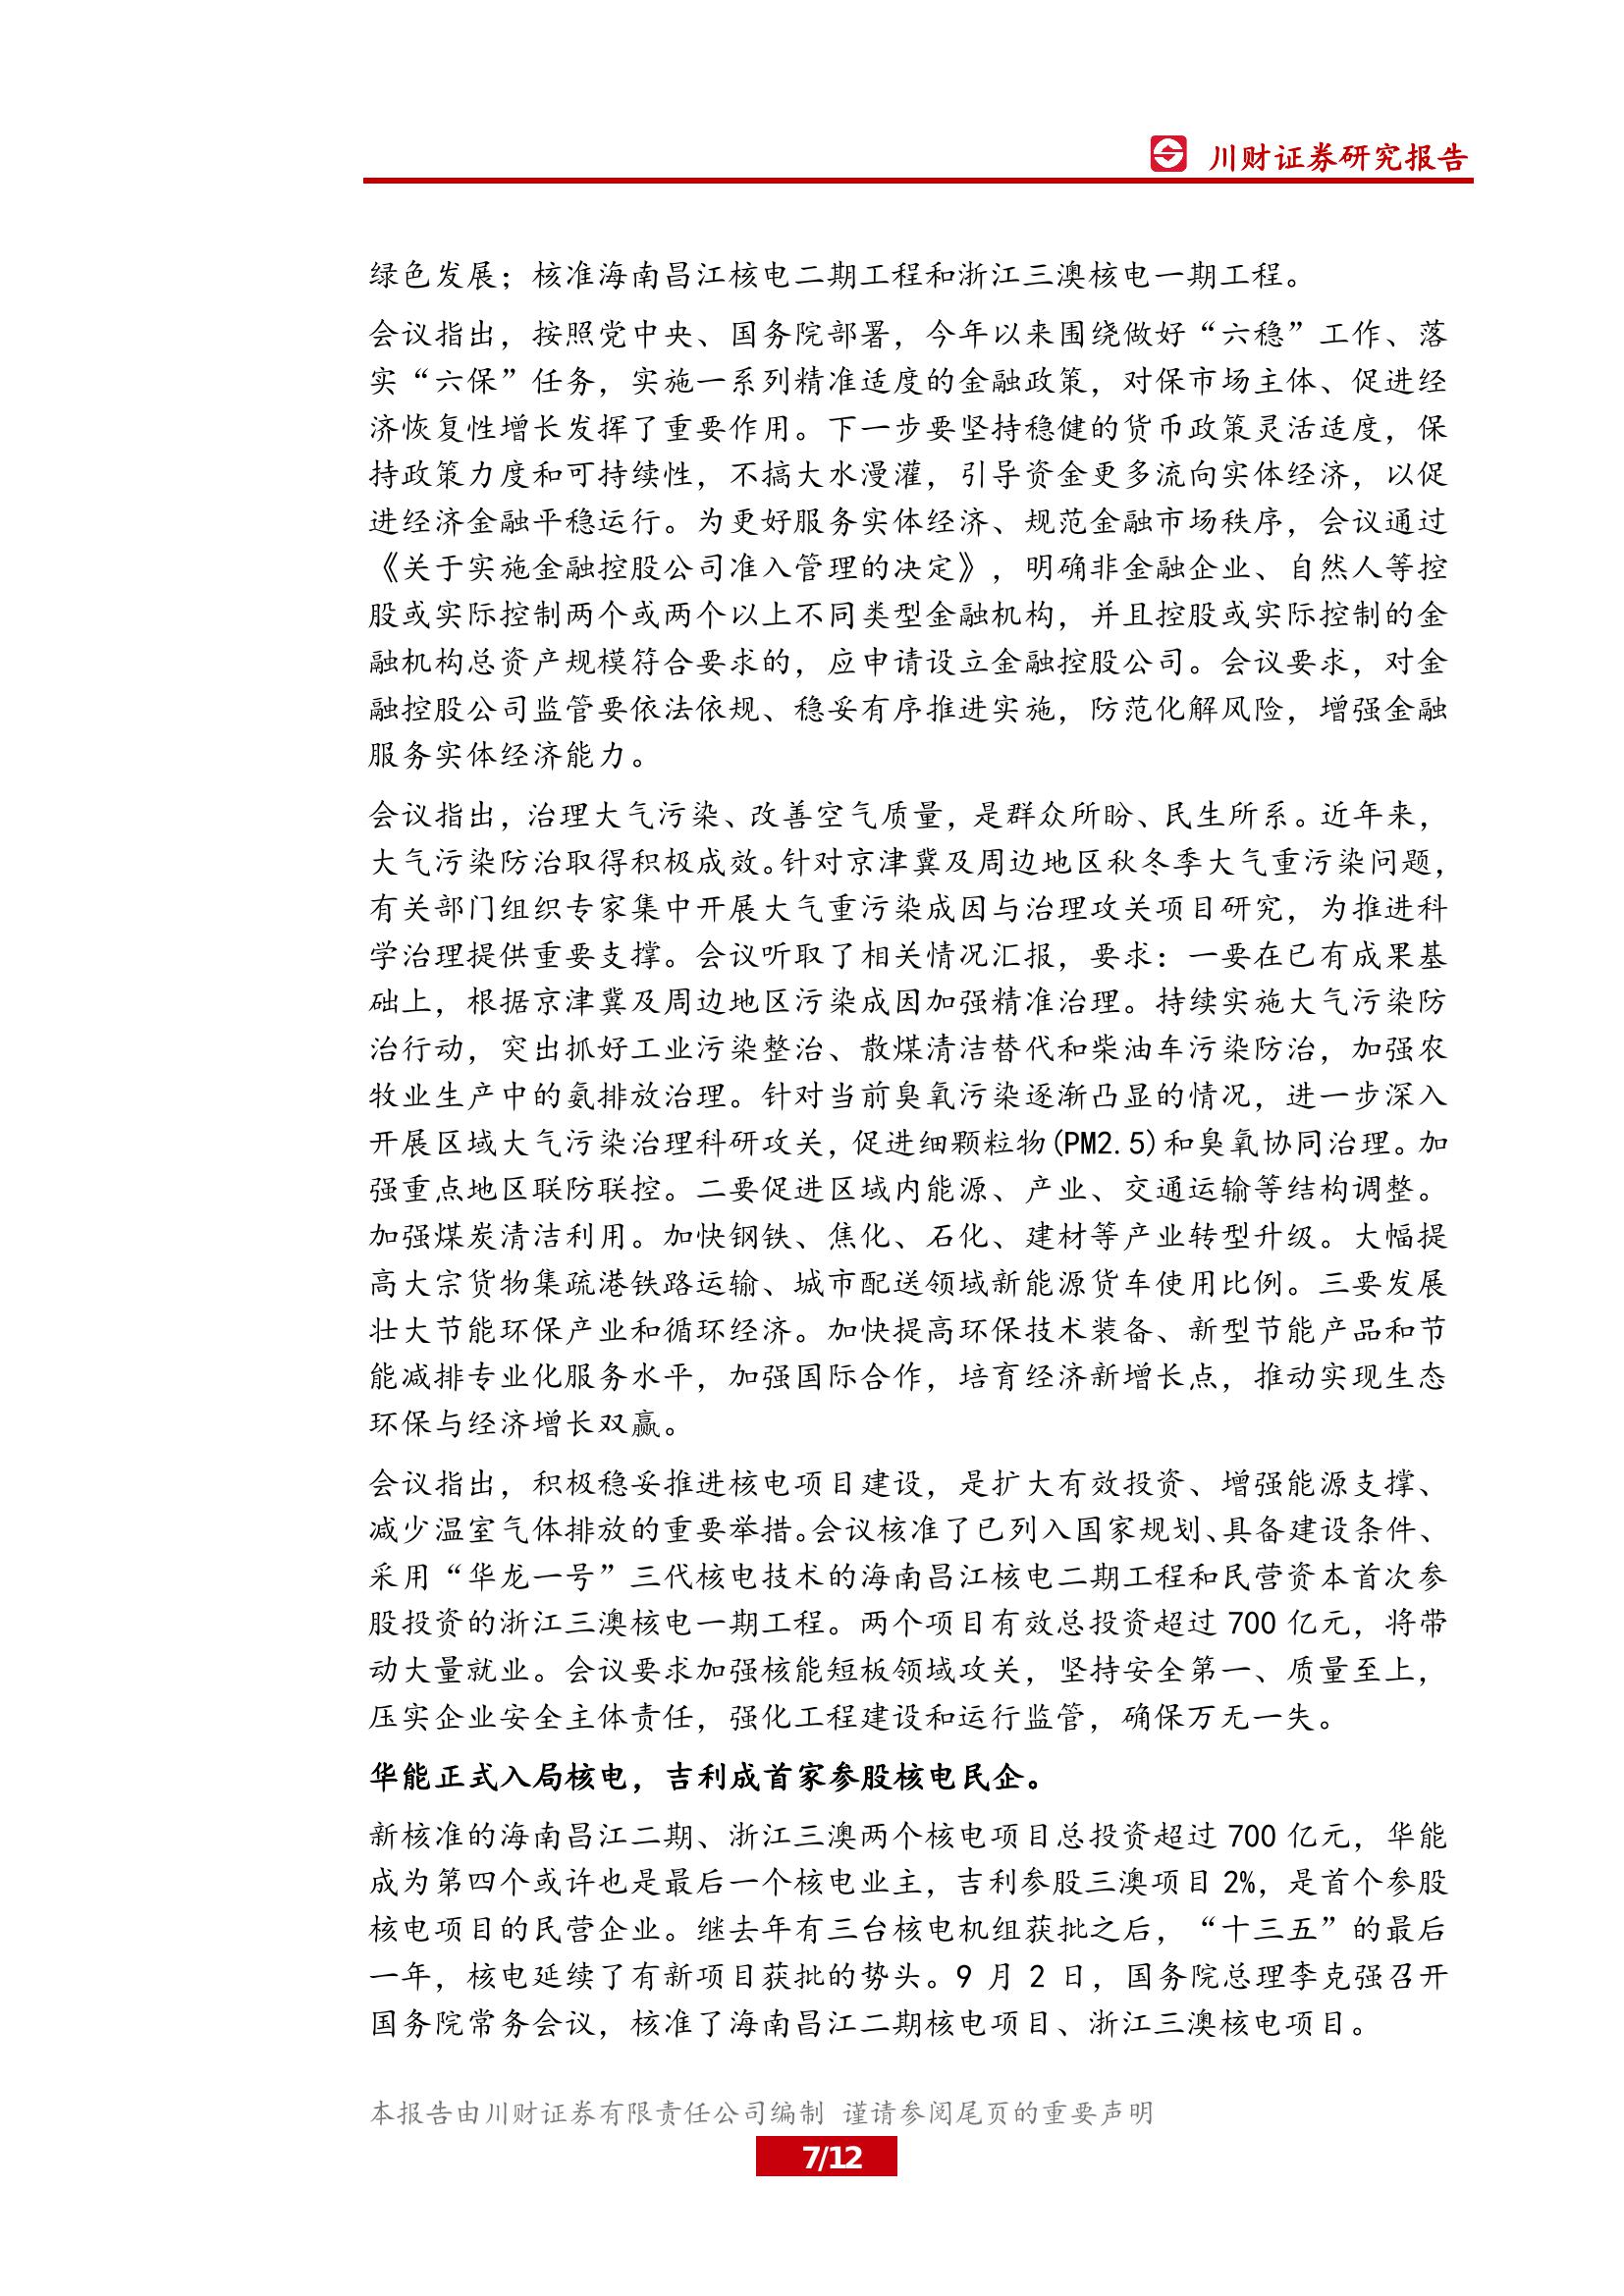 川财证券研究报告
绿色发展；核准海南昌江核电二期工程和浙江三澳核电一期工程。
会议指出，按照党中央、国务院部署，今年以来围绕做好“六稳”工作、落
实“六保”任务，实施一系列精准适度的金融政策，对保市场主体、促进经
济恢复性增长发挥了重要作用。下一步要坚持稳健的货币政策灵活适度，保
持政策力度和可持续性，不搞大水漫灌，引导资金更多流向实体经济，以促
进经济金融平稳运行。为更好服务实体经济、规范金融市场秩序，会议通过
《关于实施金融控股公司准入管理的决定》，明确非金融企业、自然人等控
股或实际控制两个或两个以上不同类型金融机构，并且控股或实际控制的金
融机构总资产规模符合要求的，应申请设立金融控股公司。会议要求，对金
融控股公司监管要依法依规、稳妥有序推进实施，防范化解风险，增强金融
服务实体经济能力。
会议指出，治理大气污染、改善空气质量，是群众所盼、民生所系。近年来，
大气污染防治取得积极成效。针对京津冀及周边地区秋冬季大气重污染问题，
有关部门组织专家集中开展大气重污染成因与治理攻关项目研究，为推进科
学治理提供重要支撑。会议听取了相关情况汇报，要求：一要在已有成果基
础上，根据京津冀及周边地区污染成因加强精准治理。持续实施大气污染防
治行动，突出抓好工业污染整治、散煤清洁替代和柴油车污染防治，加强农
牧业生产中的氨排放治理。针对当前臭氧污染逐渐凸显的情况，进一步深入
开展区域大气污染治理科研攻关，促进细颗粒物(PM2.5)和臭氧协同治理。加
强重点地区联防联控。二要促进区域内能源、产业、交通运输等结构调整。
加强煤炭清洁利用。加快钢铁、焦化、石化、建材等产业转型升级。大幅提
高大宗货物集疏港铁路运输、城市配送领域新能源货车使用比例。三要发展
壮大节能环保产业和循环经济。加快提高环保技术装备、新型节能产品和节
能减排专业化服务水平，加强国际合作，培育经济新增长点，推动实现生态
环保与经济增长双赢。
会议指出，积极稳妥推进核电项目建设，是扩大有效投资、增强能源支撑、
减少温室气体排放的重要举措。会议核准了已列入国家规划、具备建设条件、
采用“华龙一号”三代核电技术的海南昌江核电二期工程和民营资本首次参
股投资的浙江三澳核电一期工程。两个项目有效总投资超过 700 亿元，将带
动大量就业。会议要求加强核能短板领域攻关，坚持安全第一、质量至上，
压实企业安全主体责任，强化工程建设和运行监管，确保万无一失。
华能正式入局核电，吉利成首家参股核电民企。
新核准的海南昌江二期、浙江三澳两个核电项目总投资超过 700 亿元，华能
成为第四个或许也是最后一个核电业主，吉利参股三澳项目 2%，是首个参股
核电项目的民营企业。继去年有三台核电机组获批之后，“十三五”的最后
一年，核电延续了有新项目获批的势头。9 月 2 日，国务院总理李克强召开
国务院常务会议，核准了海南昌江二期核电项目、浙江三澳核电项目。
本报告由川财证券有限责任公司编制 谨请参阅尾页的重要声明
7/12